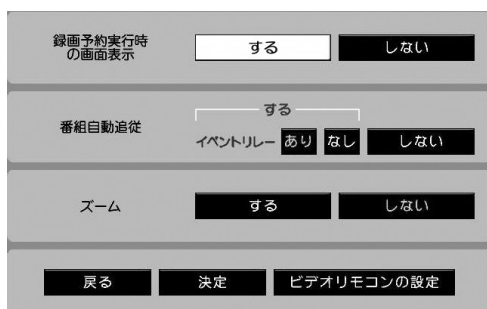 録画予約実行時
の画面表示
する
しない
番組自動追従
する
イベントリレー あり なし
しない
ズーム
する
しない
戻る
決定
ビデオリモコンの設定